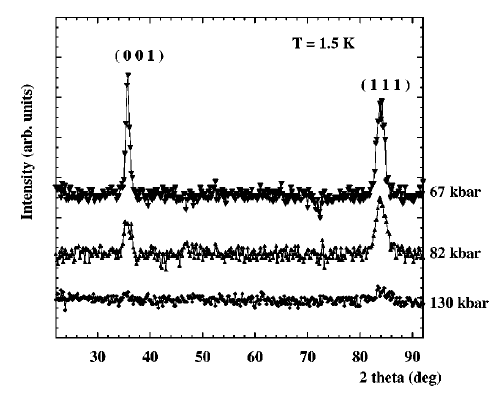 T = 1.5 K
( 0 0 1 )
( 1 1 1 )
Intensity (arb. units)
67 kbar
82 kbar
130 kbar
30 40 50 60 70 80 90
2 theta (deg)